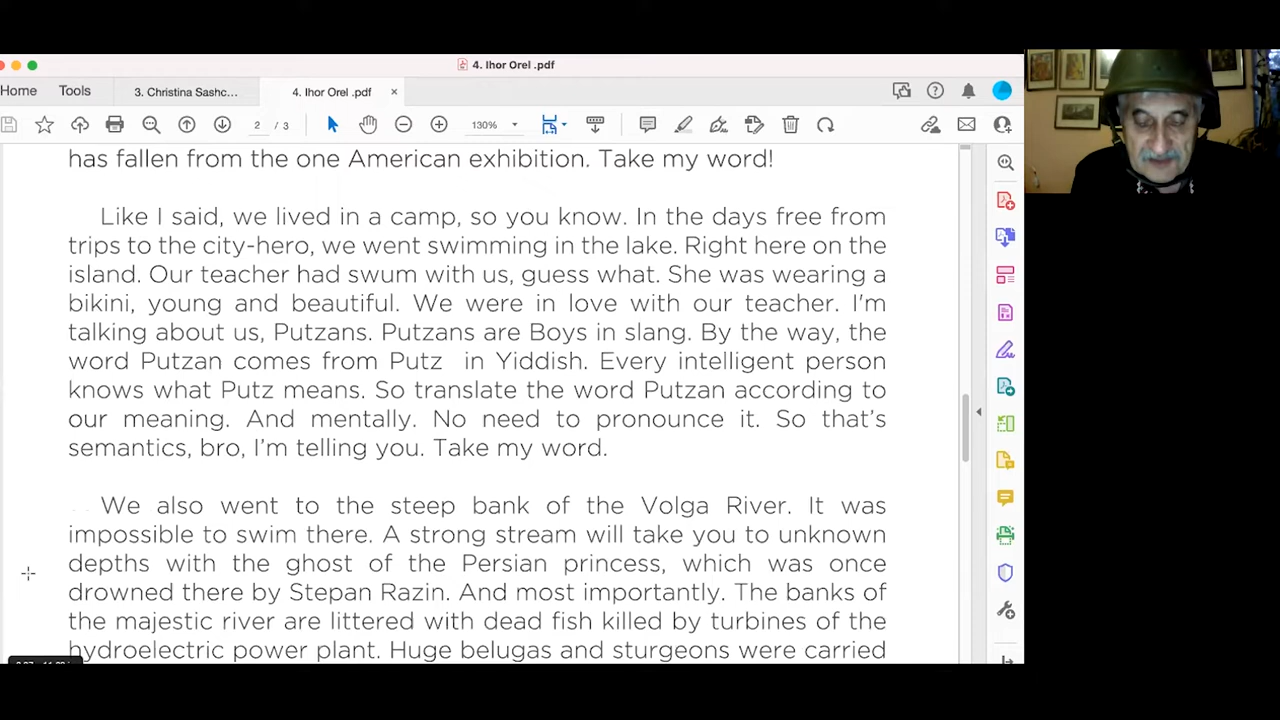 4. Ihor Orel .pdf
Home Tools 3. Christina Sashc... 4. Ihor Orel .pdf
2 / 3 130%
has fallen from the one American exhibition. Take my word!
Like I said, we lived in a camp, so you know. In the days free from
trips to the city-hero, we went swimming in the lake. Right here on the
island. Our teacher had swum with us, guess what. She was wearing a
bikini, young and beautiful. We were in love with our teacher. I'm
talking about us, Putzans. Putzans are Boys in slang. By the way, the
word Putzan comes from Putz in Yiddish. Every intelligent person
knows what Putz means. So translate the word Putzan according to
our meaning. And mentally. No need to pronounce it. So that’s
semantics, bro, I’m telling you. Take my word.
We also went to the steep bank of the Volga River. It was
impossible to swim there. A strong stream will take you to unknown
depths with the ghost of the Persian princess, which was once
drowned there by Stepan Razin. And most importantly. The banks of
the majestic river are littered with dead fish killed by turbines of the
hydroelectric power plant. Huge belugas and sturgeons were carried